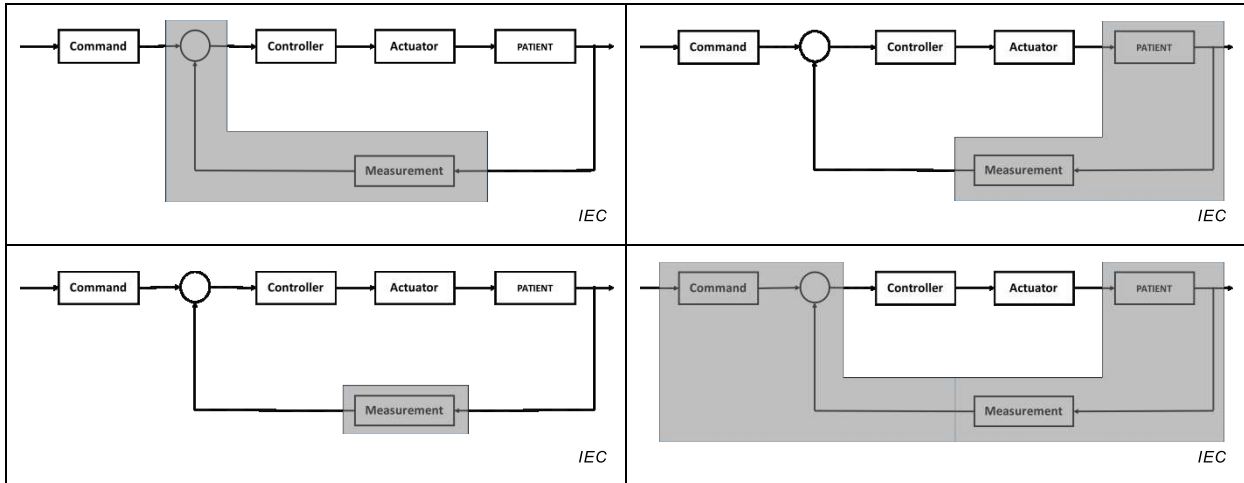 Command Controller Actuator PATIENT
Measurement
IEC
Command Controller Actuator PATIENT
Measurement
IEC
Command Controller Actuator PATIENT
Measurement
IEC
Command Controller Actuator PATIENT
Measurement
IEC